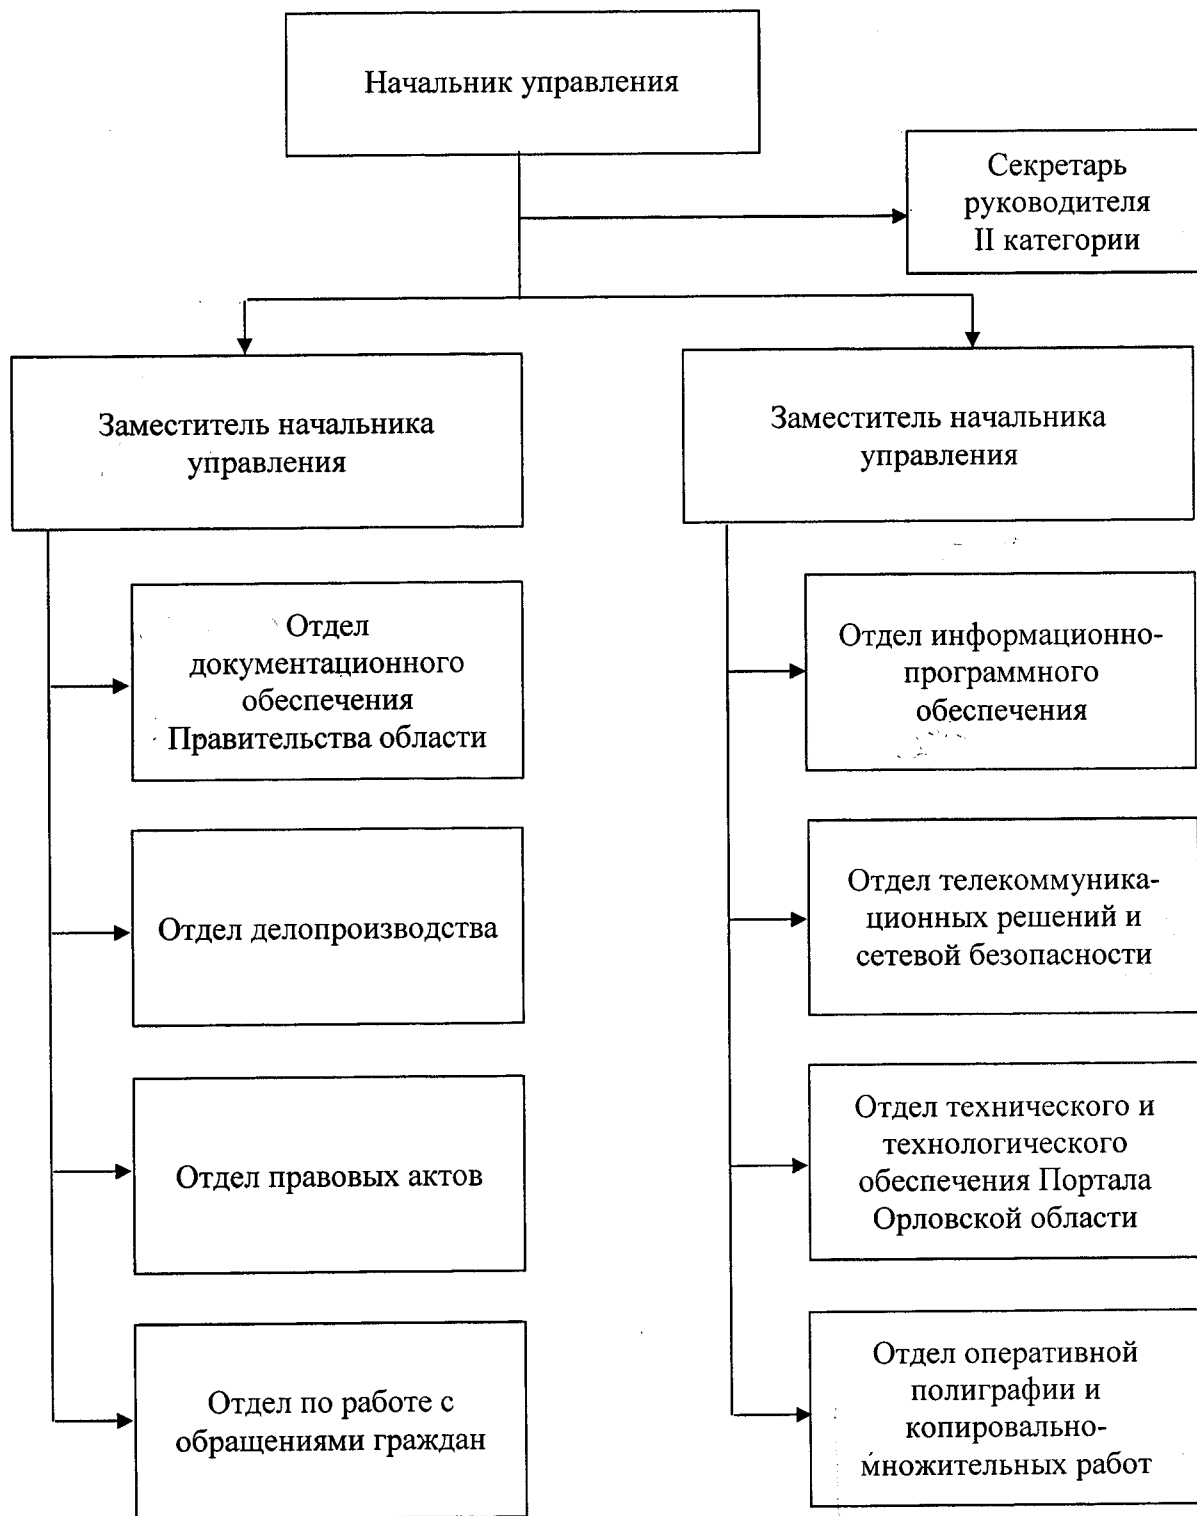 Начальник управления
Секретарь
руководителя
II категории
Заместитель начальника
управления
Заместитель начальника
управления
Отдел
документационного
обеспечения
Правительства области
Отдел делопроизводства
Отдел правовых актов
Отдел по работе с
обращениями граждан
Отдел информационно-
программного
обеспечения
Отдел телекоммуника-
ционных решений и
сетевой безопасности
Отдел технического и
технологического
обеспечения Портала
Орловской области
Отдел оперативной
полиграфии и
копировально-
множительных работ